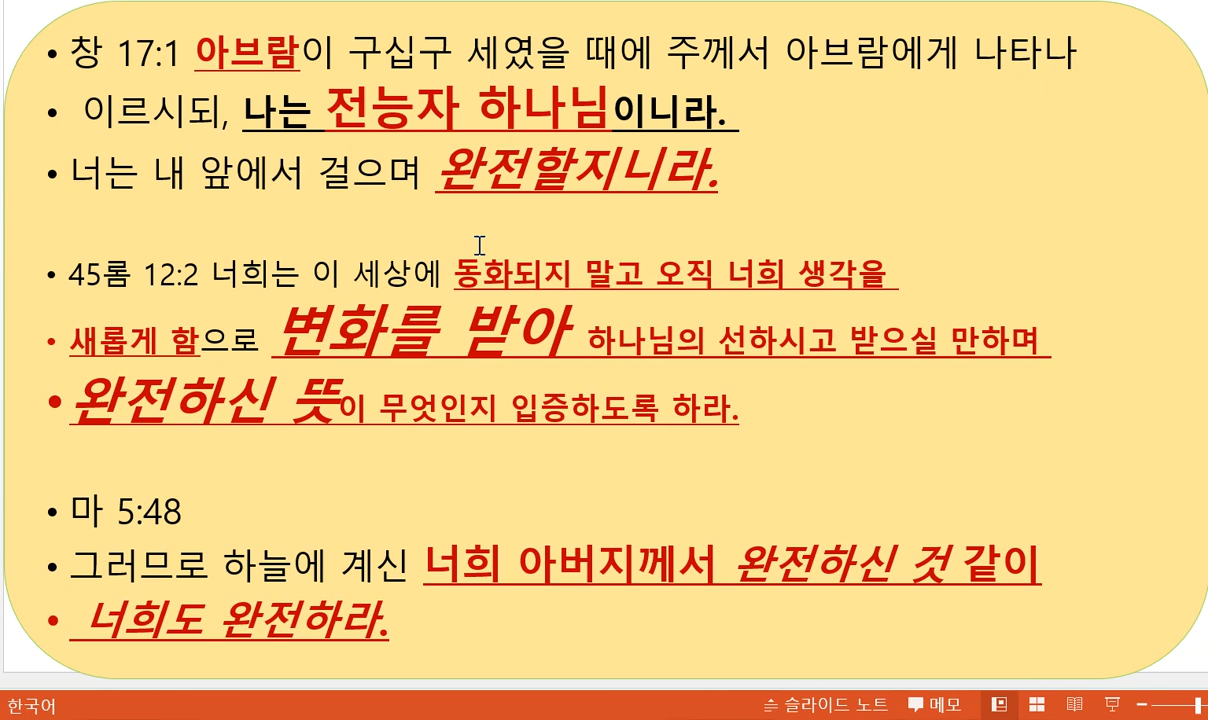 • 창 17:1 아브람이 구십구 세였을 때에 주께서 아브람에게 나타나
• 이르시되, 나는 전능자 하나님이니라.
• 너는 내 앞에서 걸으며 완전할지니라.
• 45롬 12:2 너희는 이 세상에 동화되지 말고 오직 너희 생각을
• 새롭게 함으로 변화를 받아 하나님의 선하시고 받으실 만하며
• 완전하신 뜻이 무엇인지 입증하도록 하라.
• 마 5:48
• 그러므로 하늘에 계신 너희 아버지께서 완전하신 것 같이
• 너희도 완전하라.
한국어 슬라이드 노트 메모